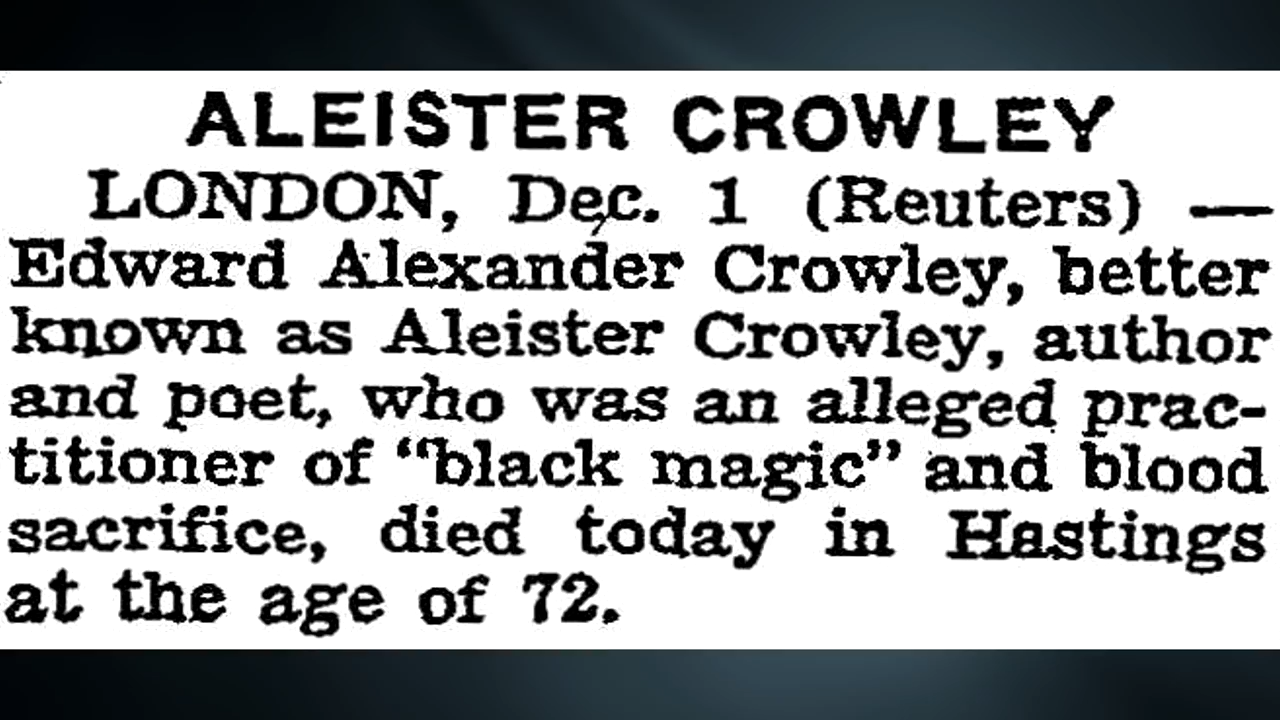 ALEISTER CROWLEY
LONDON, Dec. 1 (Reuters) —
Edward Alexander Crowley, better
known as Aleister Crowley, author
and poet, who was an alleged prac-
titioner of “black magic” and blood
sacrifice, died today in Hastings
at the age of 72.